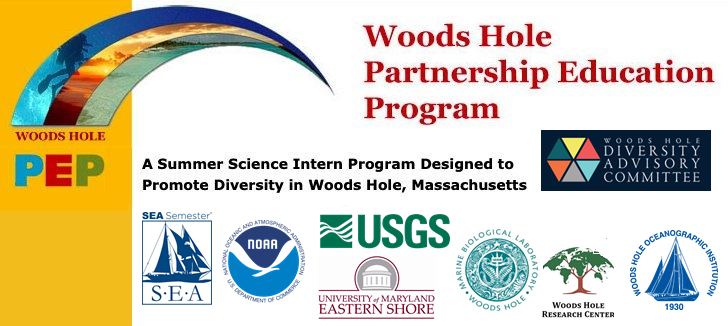 Woods Hole
Partnership Education
Program
WOODS HOLE
PEP
A Summer Science Intern Program Designed to
Promote Diversity in Woods Hole, Massachusetts
WOODS HOLE
DIVERSITY
ADVISORY
COMMITTEE
SEA Semester®
S·E·A
NATIONAL OCEANIC AND ATMOSPHERIC ADMINISTRATION
NOAA
U.S. DEPARTMENT OF COMMERCE
USGS
UNIVERSITY of MARYLAND
EASTERN SHORE
MARINE BIOLOGICAL LABORATORY
WOODS HOLE
WOODS HOLE
RESEARCH CENTER
WOODS HOLE OCEANOGRAPHIC INSTITUTION
1930